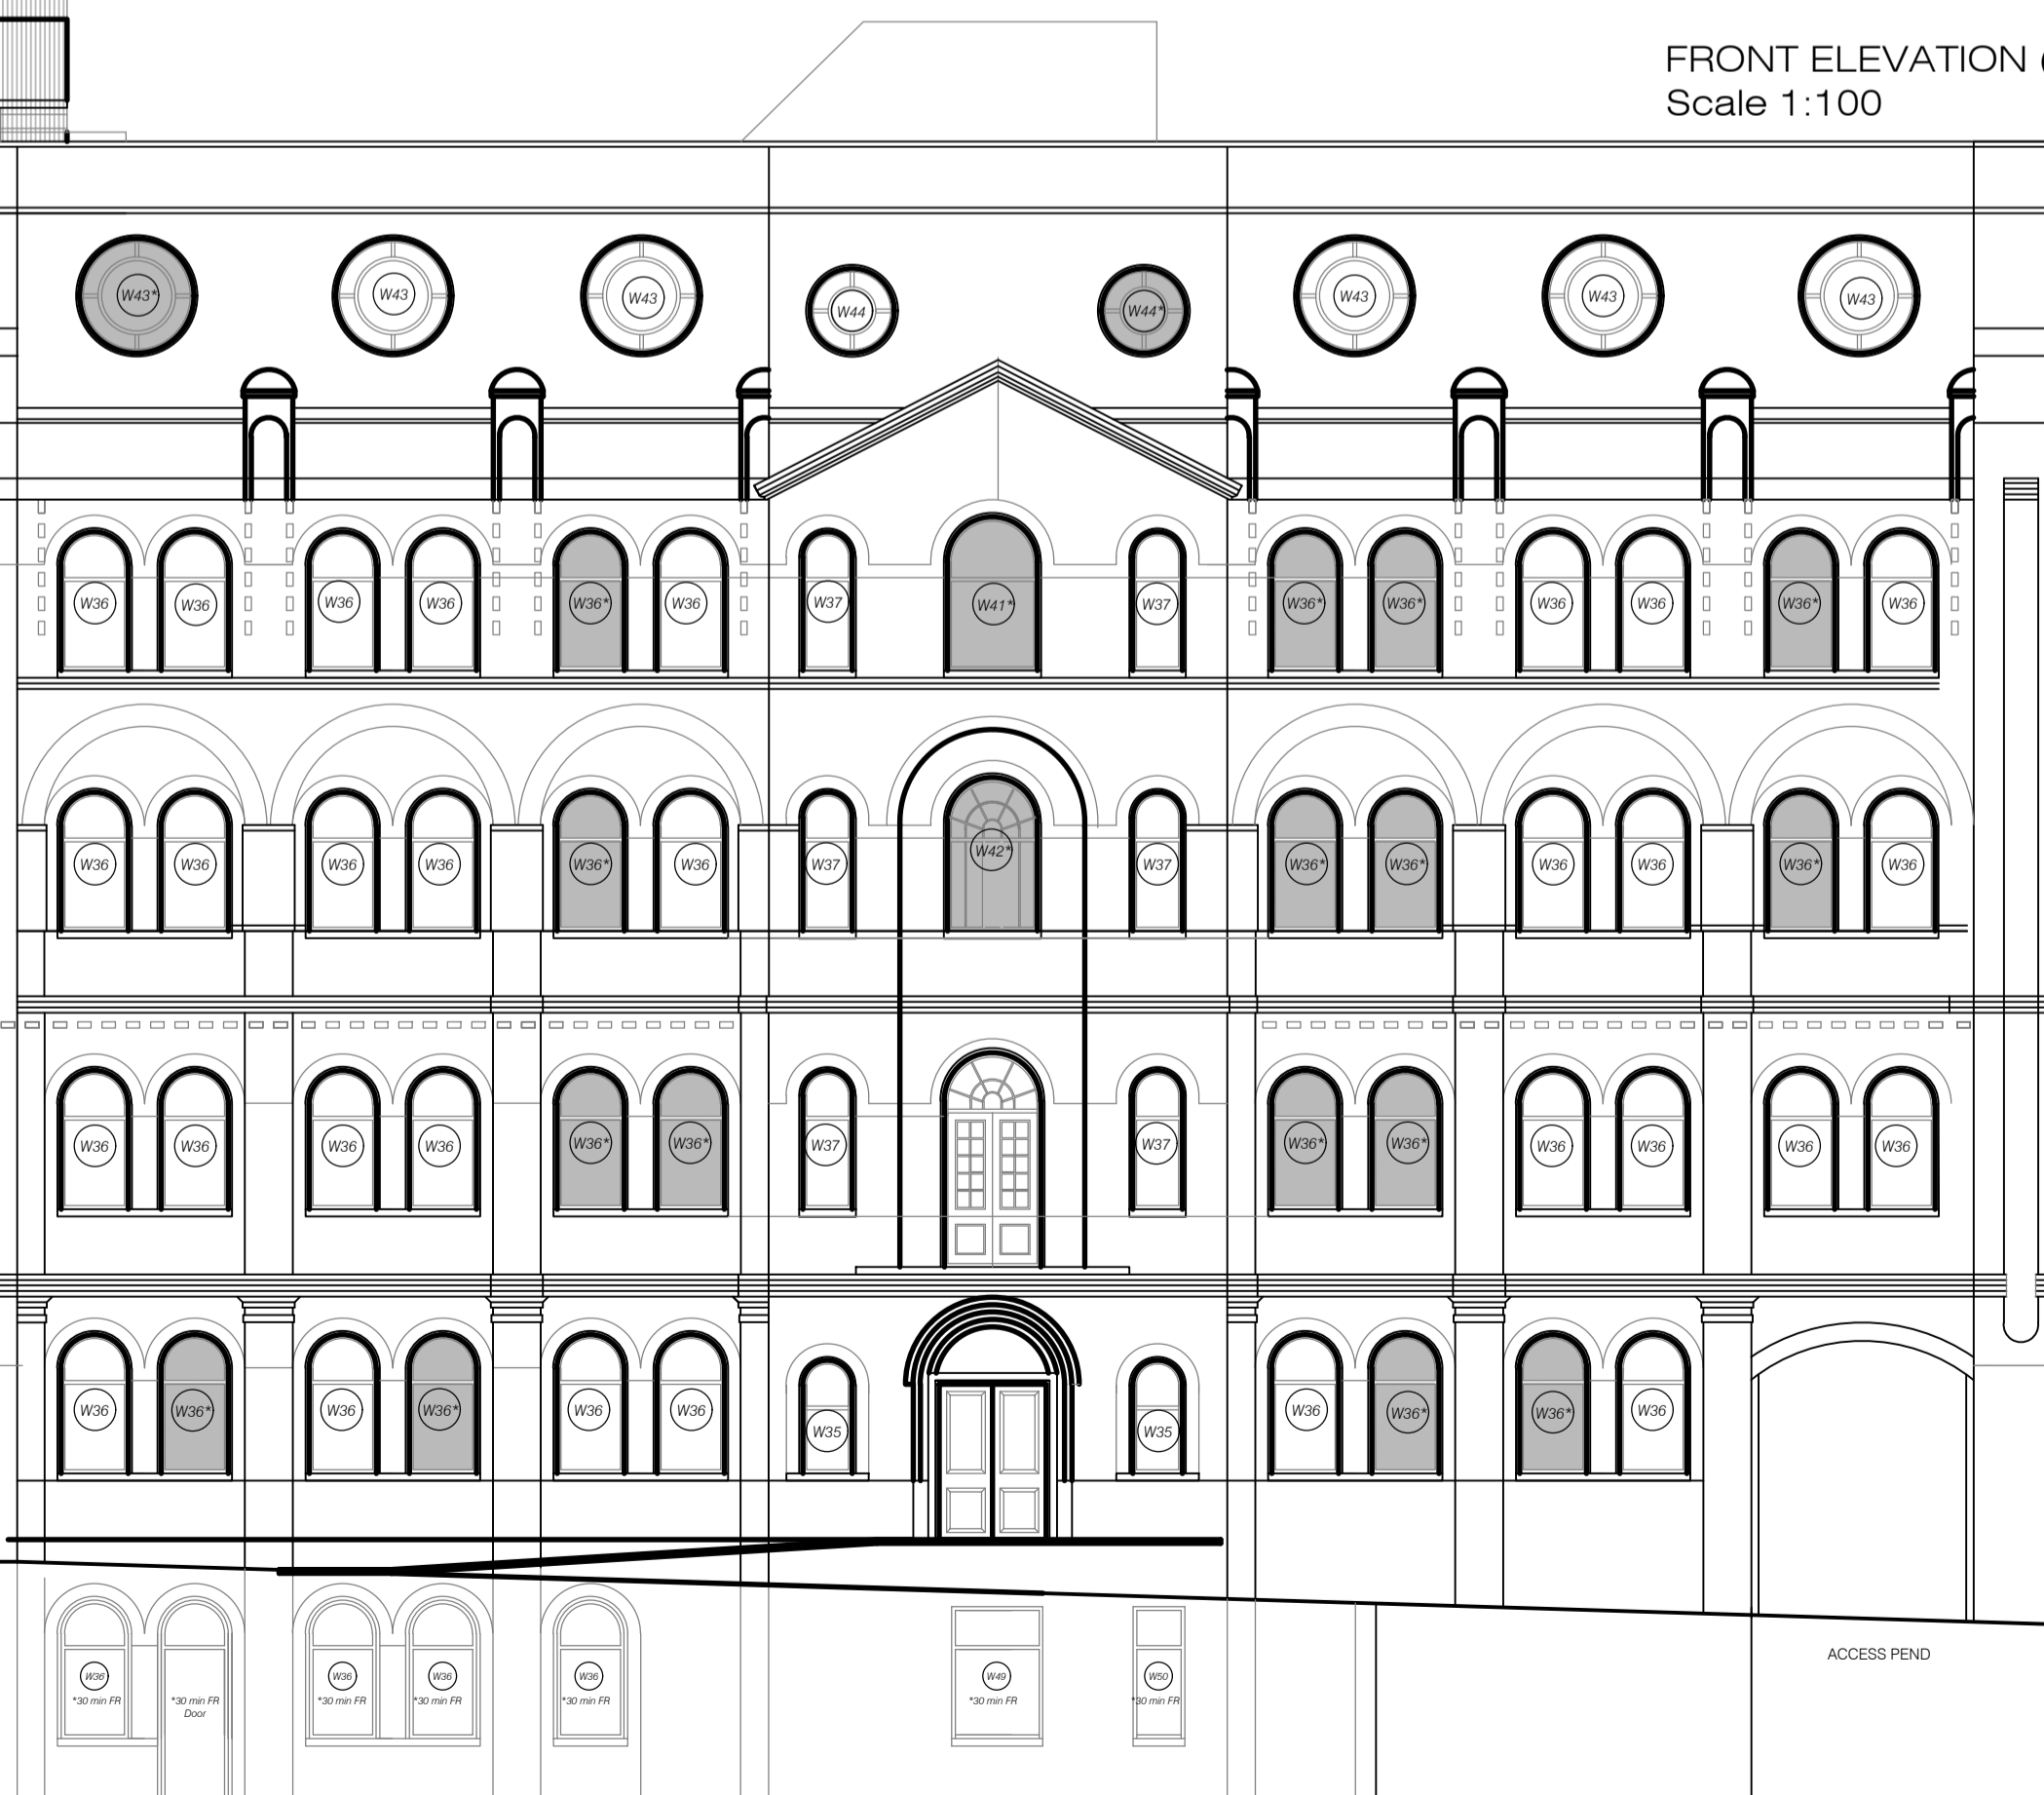 FRONT ELEVATION (
Scale 1:100
W43* W43 W43 W44 W44* W43 W43 W43
W36 W36 W36 W36 W36* W36 W37 W41* W37 W36* W36* W36 W36 W36* W36
W36 W36 W36 W36 W36* W36 W37 W42* W37 W36* W36* W36 W36 W36* W36
W36 W36 W36 W36 W36* W36* W37 W37 W36* W36* W36 W36 W36 W36
W36 W36* W36 W36* W36 W36 W35 W35 W36 W36* W36* W36
ACCESS PEND
W36 W36 W36 W36 W49 W50
*30 min FR *30 min FR *30 min FR *30 min FR *30 min FR *30 min FR *30 min FR
Door